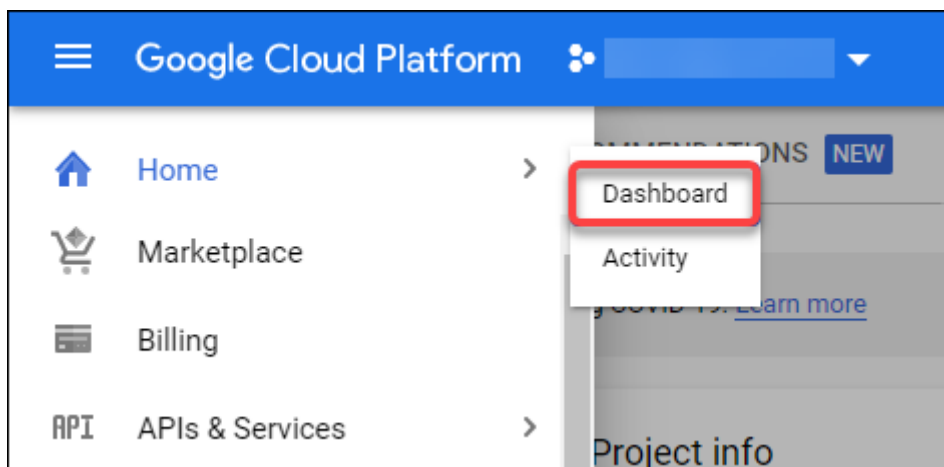 Google Cloud Platform
NEW
Home
Dashboard
Marketplace
Activity
Learn more
Billing
API APIs & Services
Project info